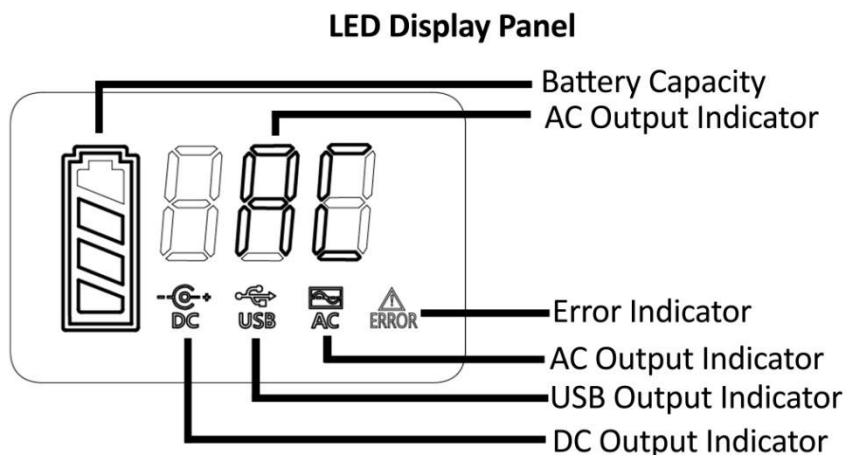 LED Display Panel
Battery Capacity
AC Output Indicator
AC
DC
USB
AC
ERROR
Error Indicator
AC Output Indicator
USB Output Indicator
DC Output Indicator